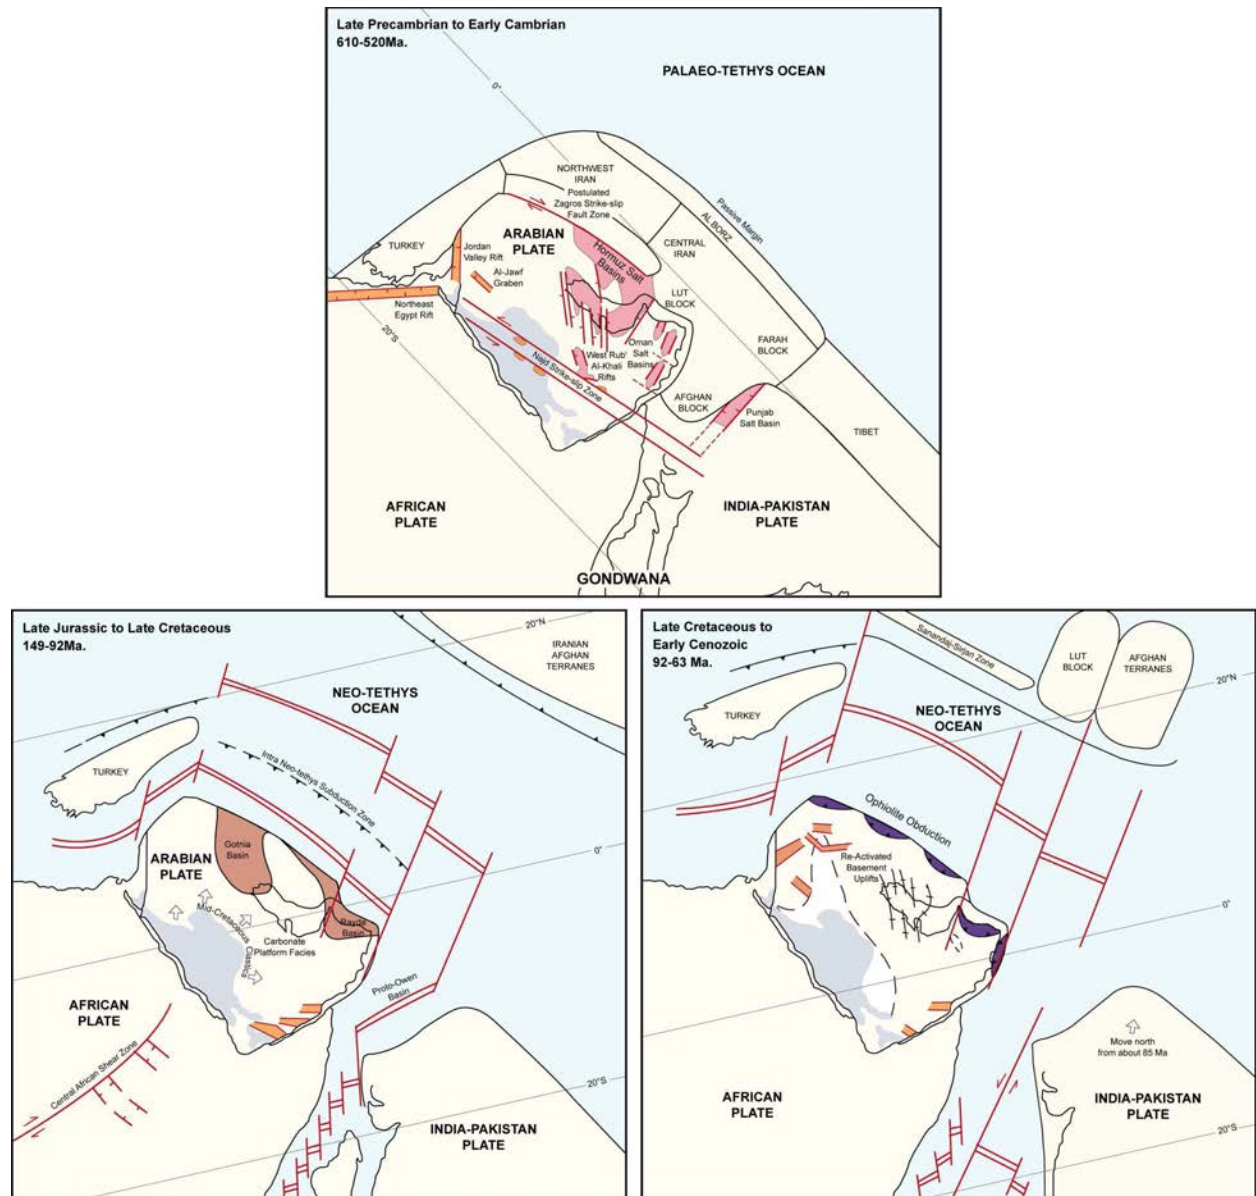 Late Precambrian to Early Cambrian
610-520Ma.
PALAEO-TETHYS OCEAN
0°
NORTHWEST
IRAN
Postulated
Zagros Strike-slip
Fault Zone
Passive Margin
AL BORZ
TURKEY
ARABIAN
PLATE
CENTRAL
IRAN
Jordan
Valley Rift
Hormuz Salt
Basins
Al-Jawf
Graben
LUT
BLOCK
Northeast
Egypt Rift
20°S
FARAH
BLOCK
Oman
Salt
Basins
West Rub'
Al-Khali
Rifts
Najd Strike-slip Zone
AFGHAN
BLOCK
Punjab
Salt Basin
TIBET
AFRICAN
PLATE
INDIA-PAKISTAN
PLATE
GONDWANA
Late Jurassic to Late Cretaceous
149-92Ma.
20°N
IRANIAN
AFGHAN
TERRANES
NEO-TETHYS
OCEAN
TURKEY
Intra Neo-tethys Subduction Zone
Gotnia
Basin
0°
ARABIAN
PLATE
Mid-Cretaceous
Clastics
Rayda
Basin
Carbonate
Platform Facies
Proto-Owen
Basin
AFRICAN
PLATE
Central African Shear Zone
20°S
INDIA-PAKISTAN
PLATE
Late Cretaceous to
Early Cenozoic
92-63 Ma.
Sanandaj-Sirjan Zone
LUT
BLOCK
AFGHAN
TERRANES
20°N
TURKEY
NEO-TETHYS
OCEAN
Ophiolite Obduction
Re-Activated
Basement
Uplifts
0°
Move north
from about 85 Ma
AFRICAN
PLATE
INDIA-PAKISTAN
PLATE
20°S